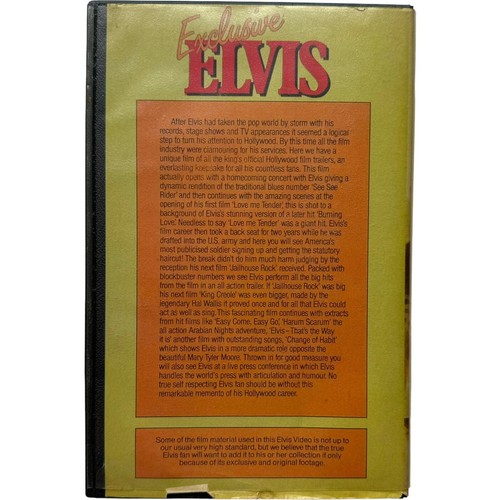 Exclusive
ELVIS
After Elvis had taken the pop world by storm with his
records, stage shows and TV appearances it seemed a logical
step to turn his attention to Hollywood. By this time all the film
industry were clamouring for his services. Here we have a
unique film of all the king's official Hollywood film trailers, an
everlasting keep sake for all his countless fans. This film
actually opens with a homecoming concert with Elvis giving a
dynamic rendition of the traditional blues number 'See See
Rider' and then continues with the amazing scenes at the
opening of his first film 'Love me Tender', this is shot to a
background of Elvis's stunning version of a later hit 'Burning
Love'. Needless to say 'Love me Tender' was a giant hit. Elvis's
film career then took a back seat for two years while he was
drafted into the U.S. army and here you will see America's
most publicised soldier signing up and getting the statutory
haircut! The break didn't do him much harm judging by the
reception his next film 'Jailhouse Rock' received. Packed with
blockbuster numbers we see Elvis perform all the big hits
from the film in an all action trailer. If 'Jailhouse Rock' was big
his next film 'King Creole' was even bigger, made by the
legendary Hal Wallis it proved once and for all that Elvis could
act as well as sing. This fascinating film continues with extracts
from hit films like 'Easy Come, Easy Go', 'Harum Scarum' the
all action Arabian Nights adventure, 'Elvis–That's the Way
it is' another film with outstanding songs, 'Change of Habit'
which shows Elvis in a more dramatic role opposite the
beautiful Mary Tyler Moore. Thrown in for good measure you
will also see Elvis at a live press conference in which Elvis
handles the world's press with articulation and humour. No
true self respecting Elvis fan should be without this
remarkable memento of his Hollywood career.
Some of the film material used in this Elvis Video is not up to
our usual very high standard, but we believe that the true
Elvis fan will want to add it to his or her collection if only
because of its exclusive and original footage.